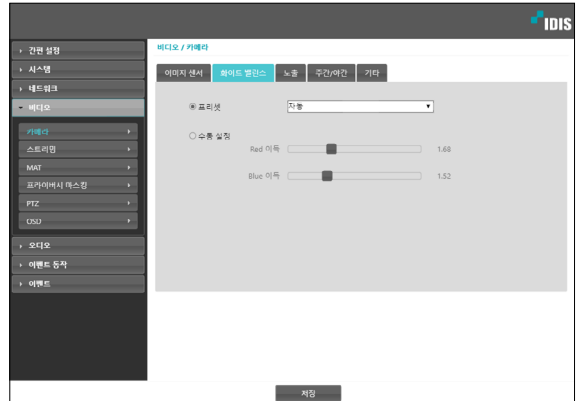 IDIS
간편 설정
시스템
네트워크
비디오
카메라
스트리밍
MAT
프라이버시 마스킹
PTZ
OSD
오디오
이벤트 동작
이벤트
비디오 / 카메라
이미지 센서 화이트 밸런스 노출 주간/야간 기타
프리셋 자동
수동 설정
Red 이득 1.68
Blue 이득 1.52
저장